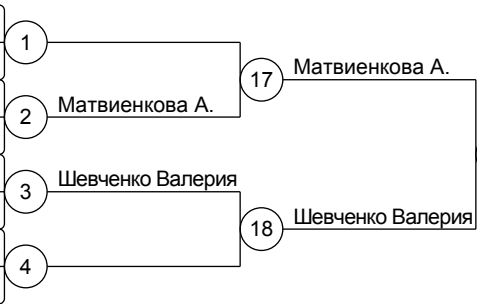 1
17 Матвиенкова А.
2 Матвиенкова А.
3 Шевченко Валерия
18 Шевченко Валерия
4